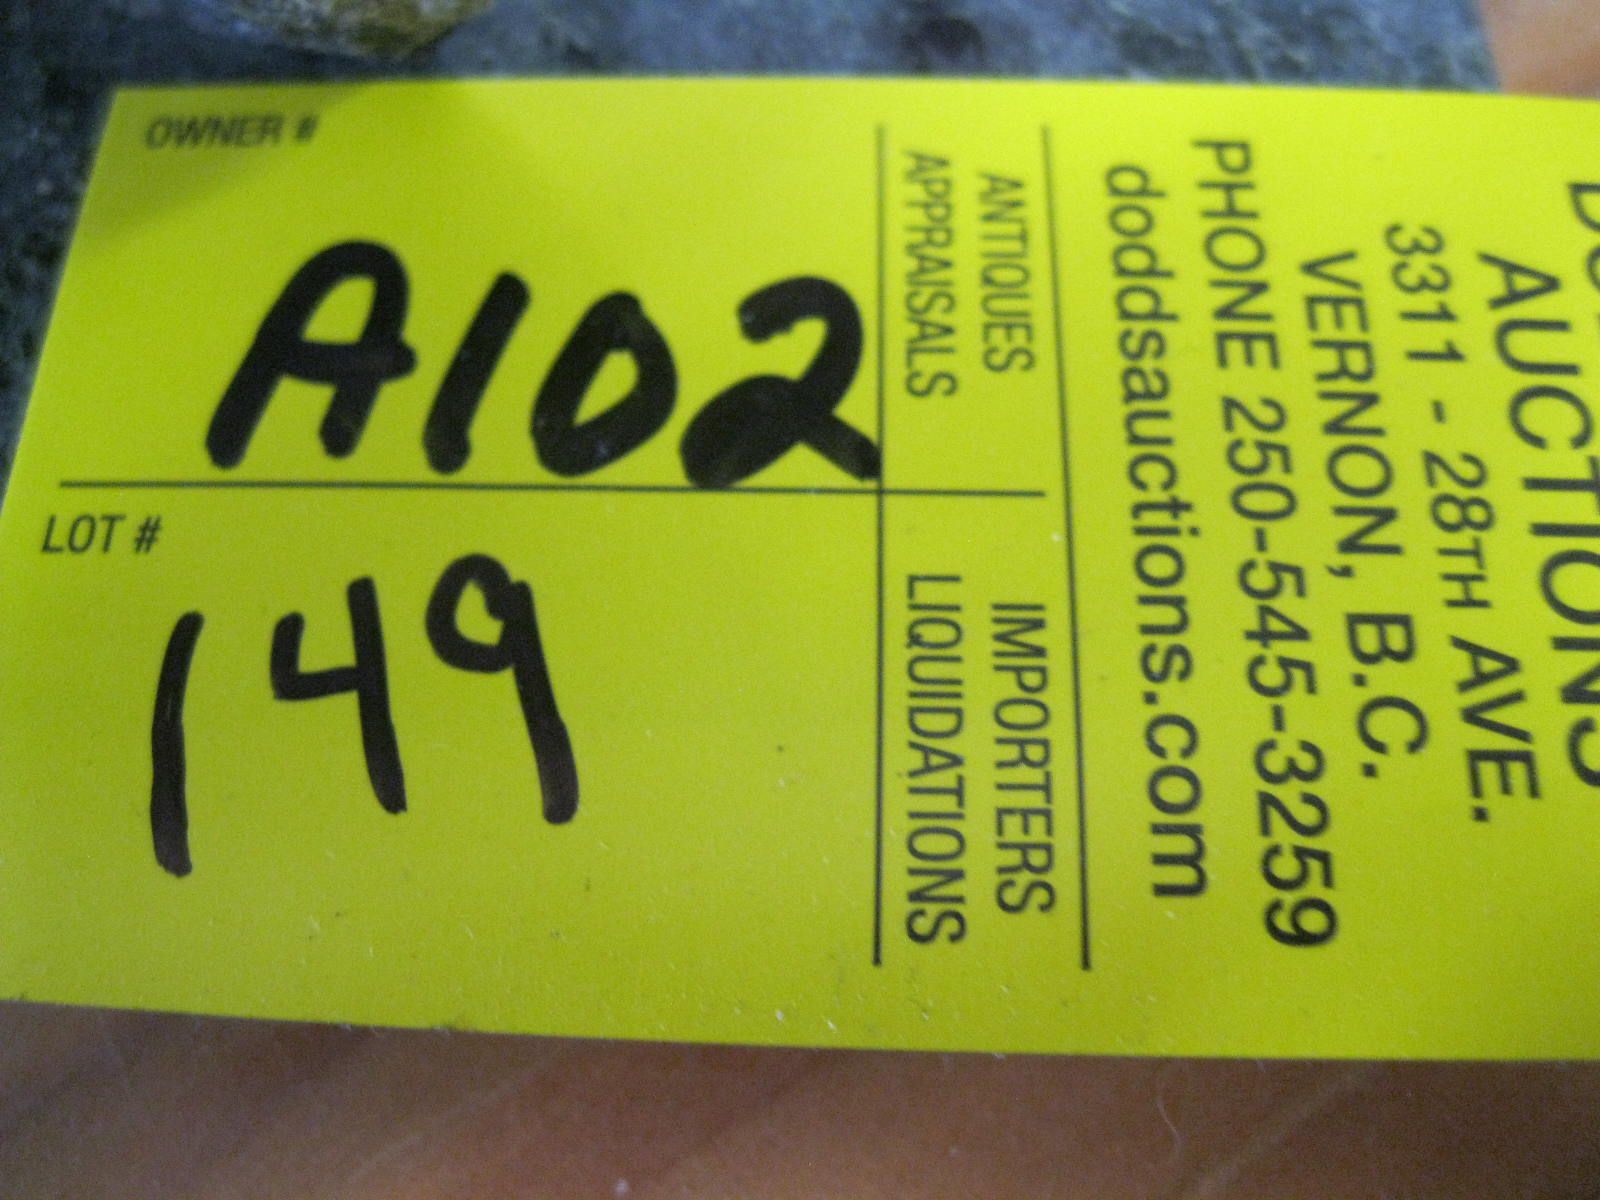 OWNER #
A102
LOT #
149
AUCTIONS
3311 - 28TH AVE.
VERNON, B.C.
PHONE 250-545-3259
doddsauctions.com
ANTIQUES
APPRAISALS
IMPORTERS
LIQUIDATIONS